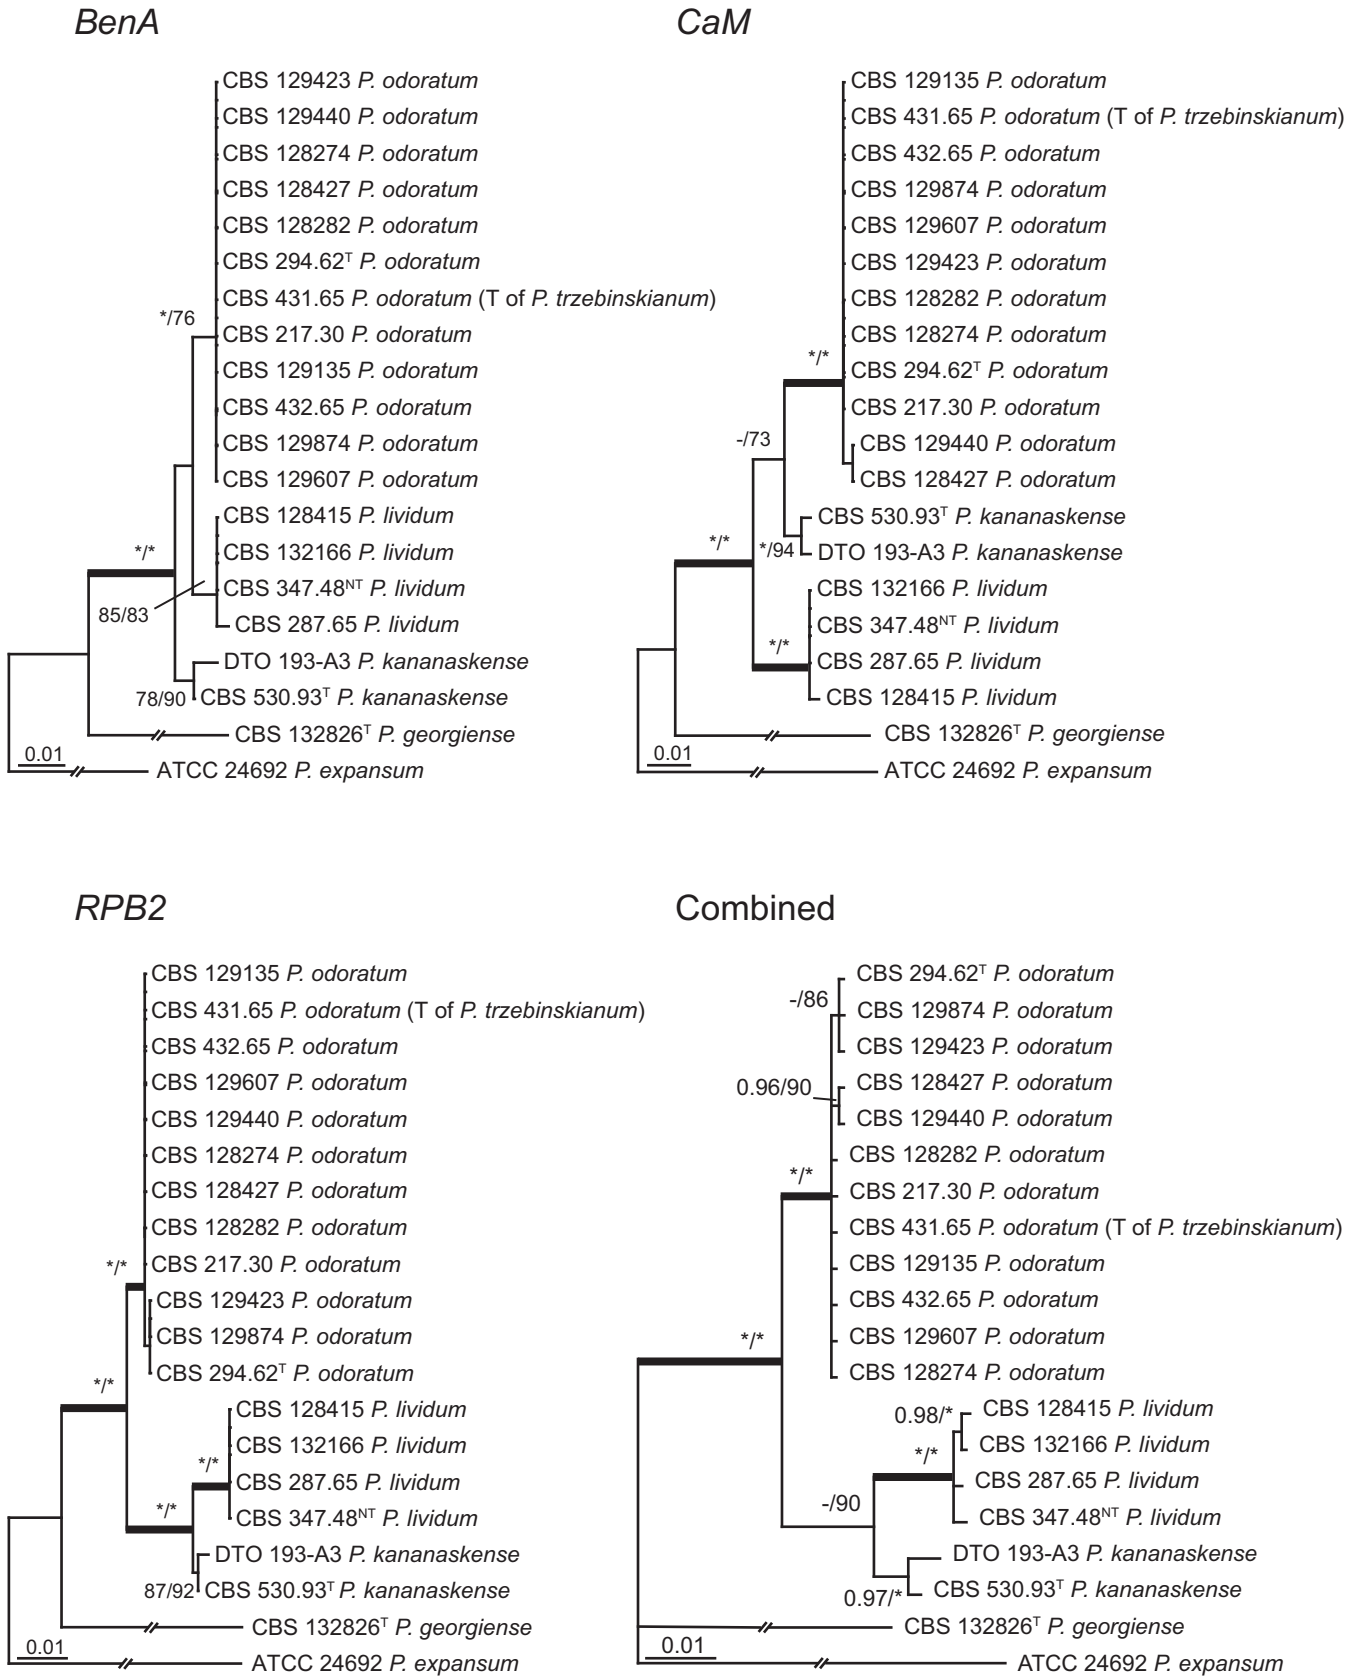 BenA
CBS 129423 P. odoratum
CBS 129440 P. odoratum
CBS 128274 P. odoratum
CBS 128427 P. odoratum
CBS 128282 P. odoratum
CBS 294.62ᵀ P. odoratum
CBS 431.65 P. odoratum (T of P. trzebinskianum)
*/76
CBS 217.30 P. odoratum
CBS 129135 P. odoratum
CBS 432.65 P. odoratum
CBS 129874 P. odoratum
CBS 129607 P. odoratum
CBS 128415 P. lividum
*/*
CBS 132166 P. lividum
CBS 347.48ᴺᵀ P. lividum
85/83
CBS 287.65 P. lividum
DTO 193-A3 P. kananaskense
78/90
CBS 530.93ᵀ P. kananaskense
CBS 132826ᵀ P. georgiense
0.01
ATCC 24692 P. expansum
CaM
CBS 129135 P. odoratum
CBS 431.65 P. odoratum (T of P. trzebinskianum)
CBS 432.65 P. odoratum
CBS 129874 P. odoratum
CBS 129607 P. odoratum
CBS 129423 P. odoratum
CBS 128282 P. odoratum
CBS 128274 P. odoratum
*/*
CBS 294.62ᵀ P. odoratum
CBS 217.30 P. odoratum
-/73
CBS 129440 P. odoratum
CBS 128427 P. odoratum
CBS 530.93ᵀ P. kananaskense
*/*
*/94
DTO 193-A3 P. kananaskense
CBS 132166 P. lividum
CBS 347.48ᴺᵀ P. lividum
*/*
CBS 287.65 P. lividum
CBS 128415 P. lividum
CBS 132826ᵀ P. georgiense
0.01
ATCC 24692 P. expansum
RPB2
CBS 129135 P. odoratum
CBS 431.65 P. odoratum (T of P. trzebinskianum)
CBS 432.65 P. odoratum
CBS 129607 P. odoratum
CBS 129440 P. odoratum
CBS 128274 P. odoratum
CBS 128427 P. odoratum
CBS 128282 P. odoratum
*/*
CBS 217.30 P. odoratum
CBS 129423 P. odoratum
CBS 129874 P. odoratum
CBS 294.62ᵀ P. odoratum
*/*
CBS 128415 P. lividum
CBS 132166 P. lividum
*/*
CBS 287.65 P. lividum
*/*
CBS 347.48ᴺᵀ P. lividum
DTO 193-A3 P. kananaskense
87/92
CBS 530.93ᵀ P. kananaskense
CBS 132826ᵀ P. georgiense
0.01
ATCC 24692 P. expansum
Combined
CBS 294.62ᵀ P. odoratum
-/86
CBS 129874 P. odoratum
CBS 129423 P. odoratum
0.96/90
CBS 128427 P. odoratum
CBS 129440 P. odoratum
CBS 128282 P. odoratum
*/*
CBS 217.30 P. odoratum
CBS 431.65 P. odoratum (T of P. trzebinskianum)
CBS 129135 P. odoratum
CBS 432.65 P. odoratum
*/*
CBS 129607 P. odoratum
CBS 128274 P. odoratum
0.98/*
CBS 128415 P. lividum
CBS 132166 P. lividum
*/*
CBS 287.65 P. lividum
-/90
CBS 347.48ᴺᵀ P. lividum
DTO 193-A3 P. kananaskense
0.97/*
CBS 530.93ᵀ P. kananaskense
CBS 132826ᵀ P. georgiense
0.01
ATCC 24692 P. expansum